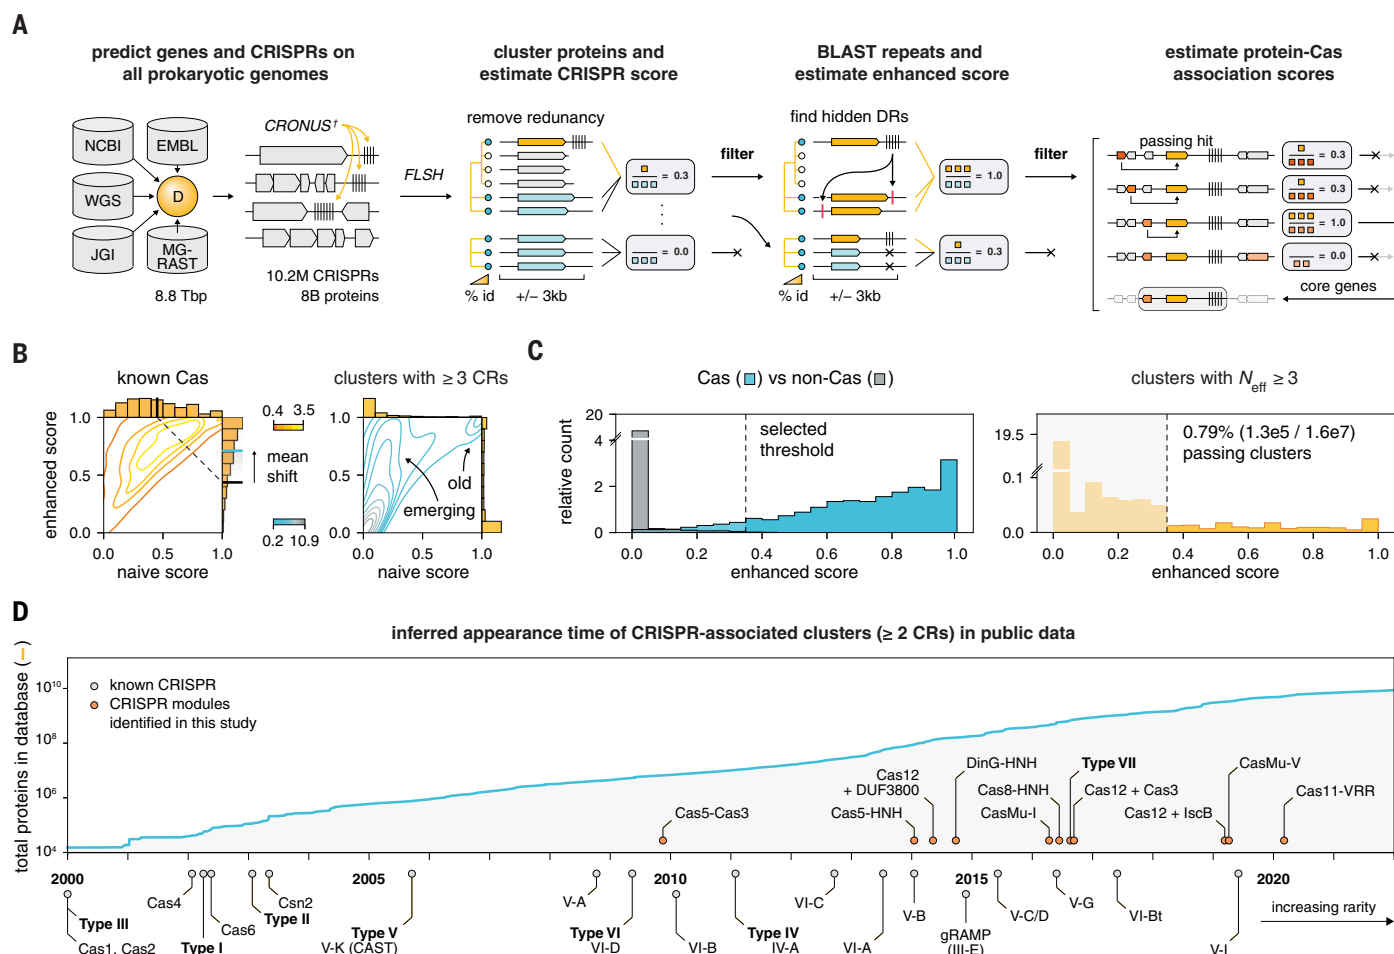 A
predict genes and CRISPRs on
all prokaryotic genomes
cluster proteins and
estimate CRISPR score
BLAST repeats and
estimate enhanced score
estimate protein-Cas
association scores
NCBI
EMBL
WGS
D
JGI
MG-
RAST
8.8 Tbp
CRONUS†
10.2M CRISPRs
8B proteins
FLSH
remove redunancy
= 0.3
= 0.0
% id
+/– 3kb
filter
find hidden DRs
= 1.0
= 0.3
% id
+/– 3kb
filter
passing hit
= 0.3
= 0.3
= 1.0
= 0.0
core genes
B
known Cas
enhanced score
1.0
0.5
0.0
0.0 0.5 1.0
naive score
0.4 3.5
mean
shift
0.2 10.9
clusters with ≥ 3 CRs
1.0
0.5
0.0
old
emerging
0.0 0.5 1.0
naive score
C
Cas ( ) vs non-Cas ( )
relative count
20
4
2
0
selected
threshold
0.0 0.2 0.4 0.6 0.8 1.0
enhanced score
clusters with Neff ≥ 3
19.5
0.1
0.0
0.79% (1.3e5 / 1.6e7)
passing clusters
0.0 0.2 0.4 0.6 0.8 1.0
enhanced score
D
inferred appearance time of CRISPR-associated clusters (≥ 2 CRs) in public data
total proteins in database (–)
10¹⁰
10⁸
10⁶
10⁴
known CRISPR
CRISPR modules
identified in this study
Cas5-Cas3
Cas12
+ DUF3800
Cas5-HNH
DinG-HNH
Cas8-HNH
CasMu-I
Type VII
Cas12 + Cas3
Cas12 + IscB
CasMu-V
Cas11-VRR
2000 2005 2010 2015 2020
Type III
Cas1, Cas2
Cas4
Type I
Cas6
Type II
Csn2
Type V
V-K (CAST)
V-A
Type VI
VI-D
VI-B
Type IV
IV-A
VI-C
VI-A
V-B
gRAMP
(III-E)
V-C/D
V-G
VI-Bt
V-I
increasing rarity